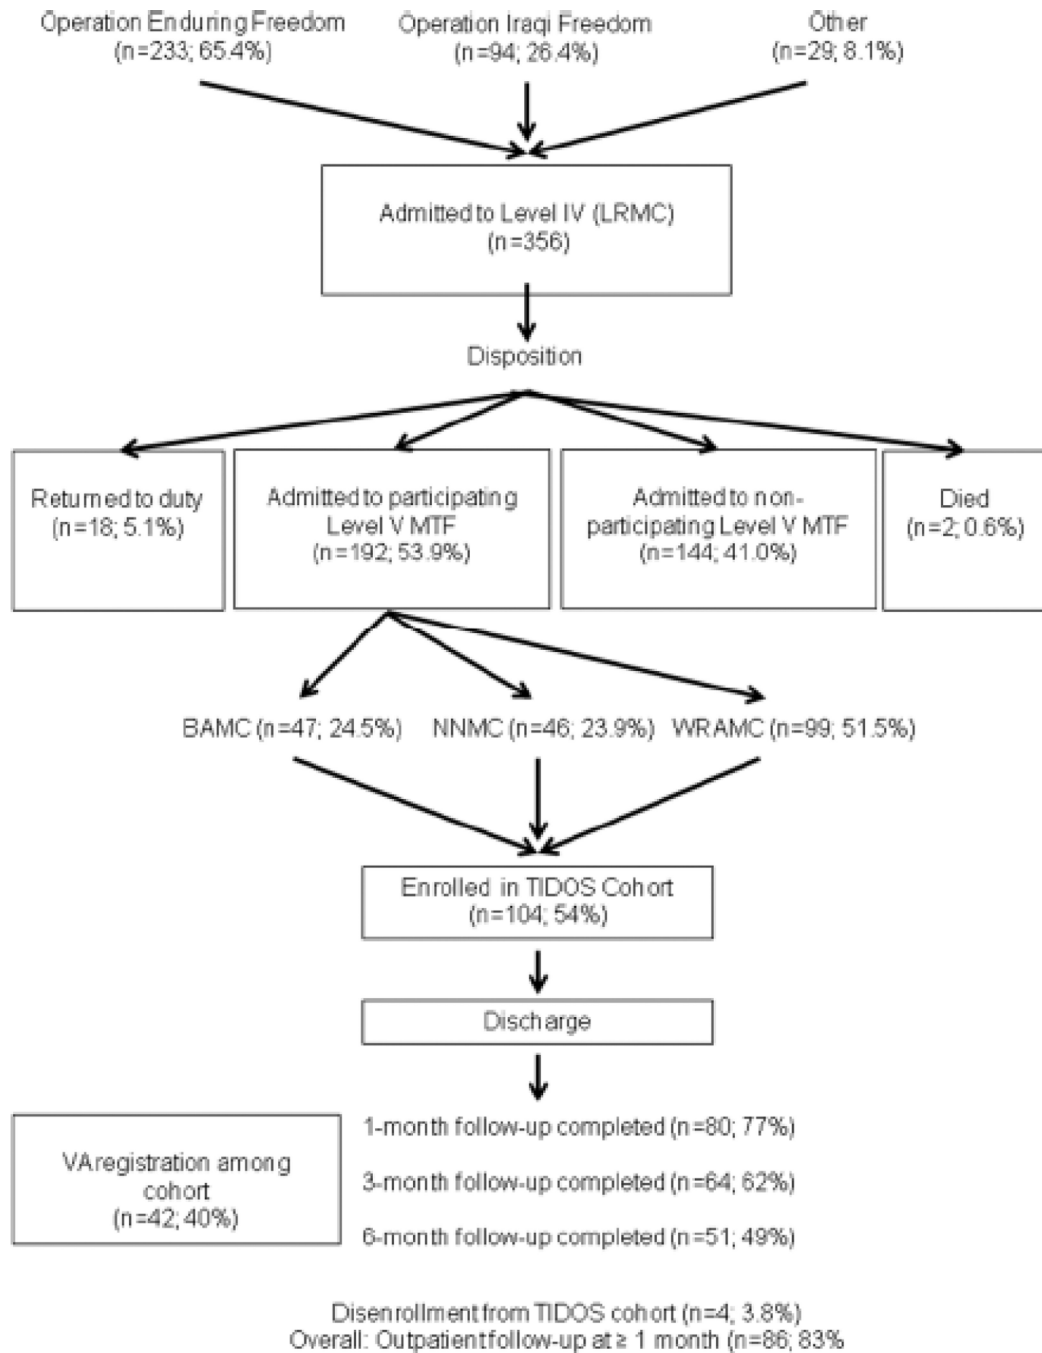 Operation Enduring Freedom
(n=233; 65.4%)
Operation Iraqi Freedom
(n=94; 26.4%)
Other
(n=29; 8.1%)
Admitted to Level IV (LRMC)
(n=356)
Disposition
Returned to duty
(n=18; 5.1%)
Admitted to participating
Level V MTF
(n=192; 53.9%)
Admitted to non-
participating Level V MTF
(n=144; 41.0%)
Died
(n=2; 0.6%)
BAMC (n=47; 24.5%)
NNMC (n=46; 23.9%)
WRAMC (n=99; 51.5%)
Enrolled in TIDOS Cohort
(n=104; 54%)
Discharge
VA registration among
cohort
(n=42; 40%)
1-month follow-up completed (n=80; 77%)
3-month follow-up completed (n=64; 62%)
6-month follow-up completed (n=51; 49%)
Disenrollment from TIDOS cohort (n=4; 3.8%)
Overall: Outpatient follow-up at ≥ 1 month (n=86; 83%